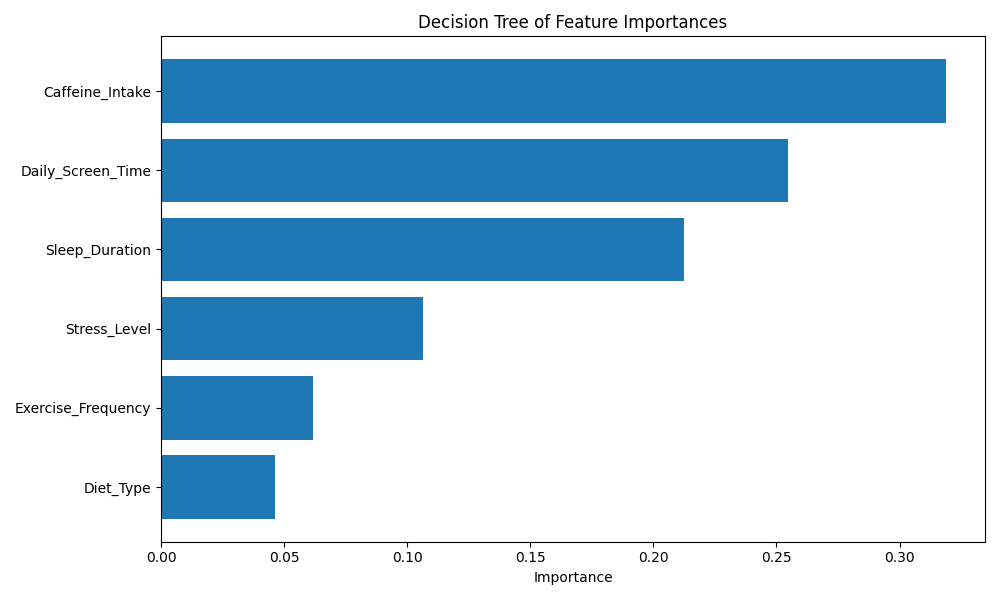 Decision Tree of Feature Importances
Caffeine_Intake
Daily_Screen_Time
Sleep_Duration
Stress_Level
Exercise_Frequency
Diet_Type
0.00 0.05 0.10 0.15 0.20 0.25 0.30
Importance